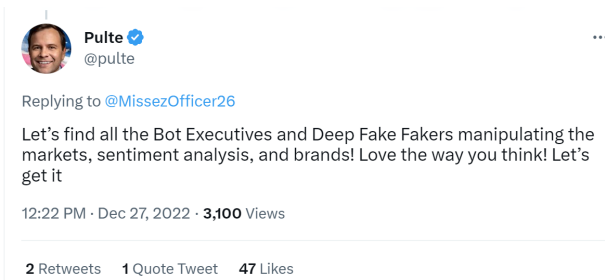 Pulte
@pulte
Replying to @MissezOfficer26
Let’s find all the Bot Executives and Deep Fake Fakers manipulating the
markets, sentiment analysis, and brands! Love the way you think! Let’s
get it
12:22 PM · Dec 27, 2022 · 3,100 Views
2 Retweets 1 Quote Tweet 47 Likes